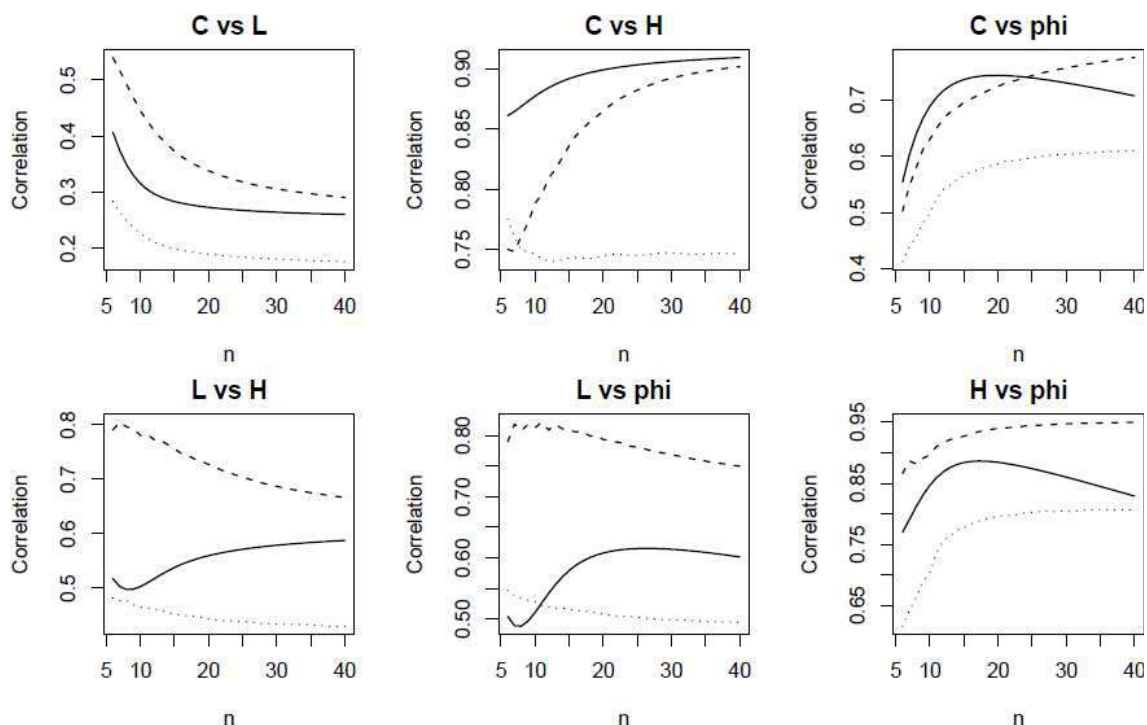 C vs L
C vs H
C vs phi
Correlation
0.2 0.3 0.4 0.5
5 10 20 30 40
n
Correlation
0.75 0.80 0.85 0.90
5 10 20 30 40
n
Correlation
0.4 0.5 0.6 0.7
5 10 20 30 40
n
L vs H
L vs phi
H vs phi
Correlation
0.5 0.6 0.7 0.8
5 10 20 30 40
n
Correlation
0.50 0.60 0.70 0.80
5 10 20 30 40
n
Correlation
0.65 0.75 0.85 0.95
5 10 20 30 40
n